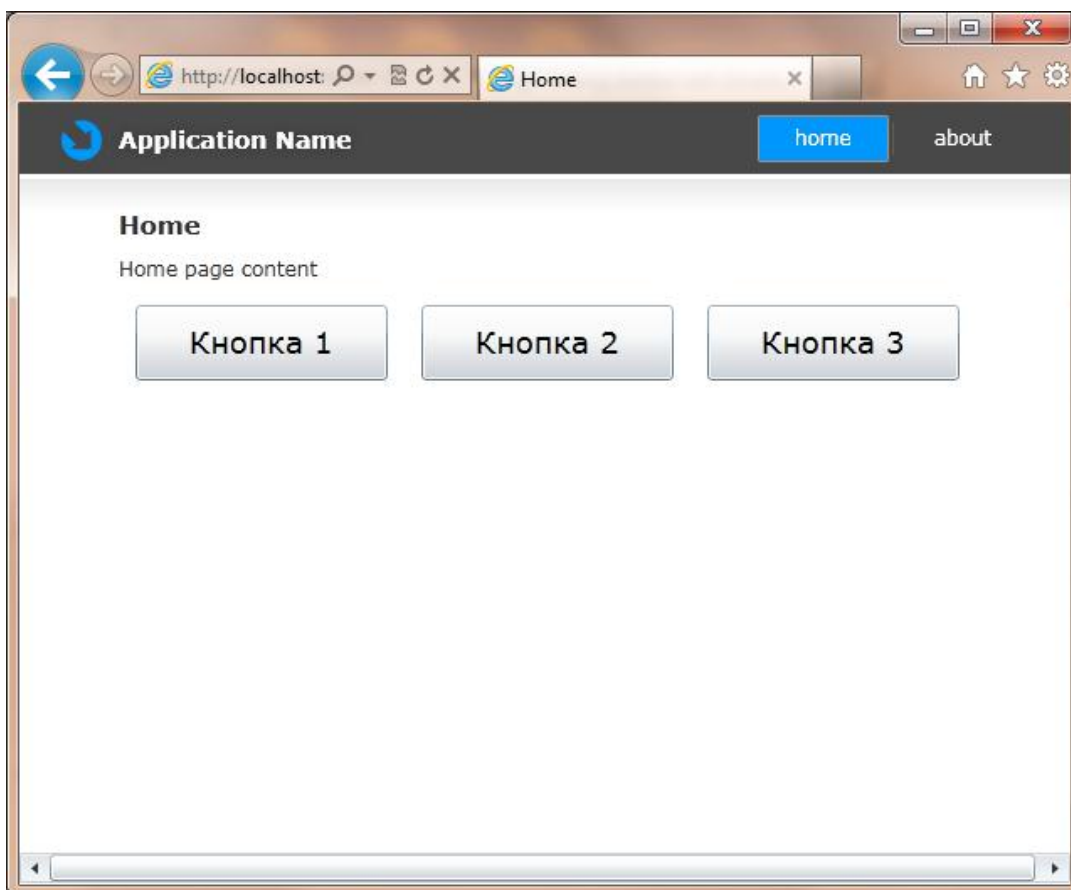 http://localhost:
Home
Application Name
home
about
Home
Home page content
Кнопка 1 Кнопка 2 Кнопка 3